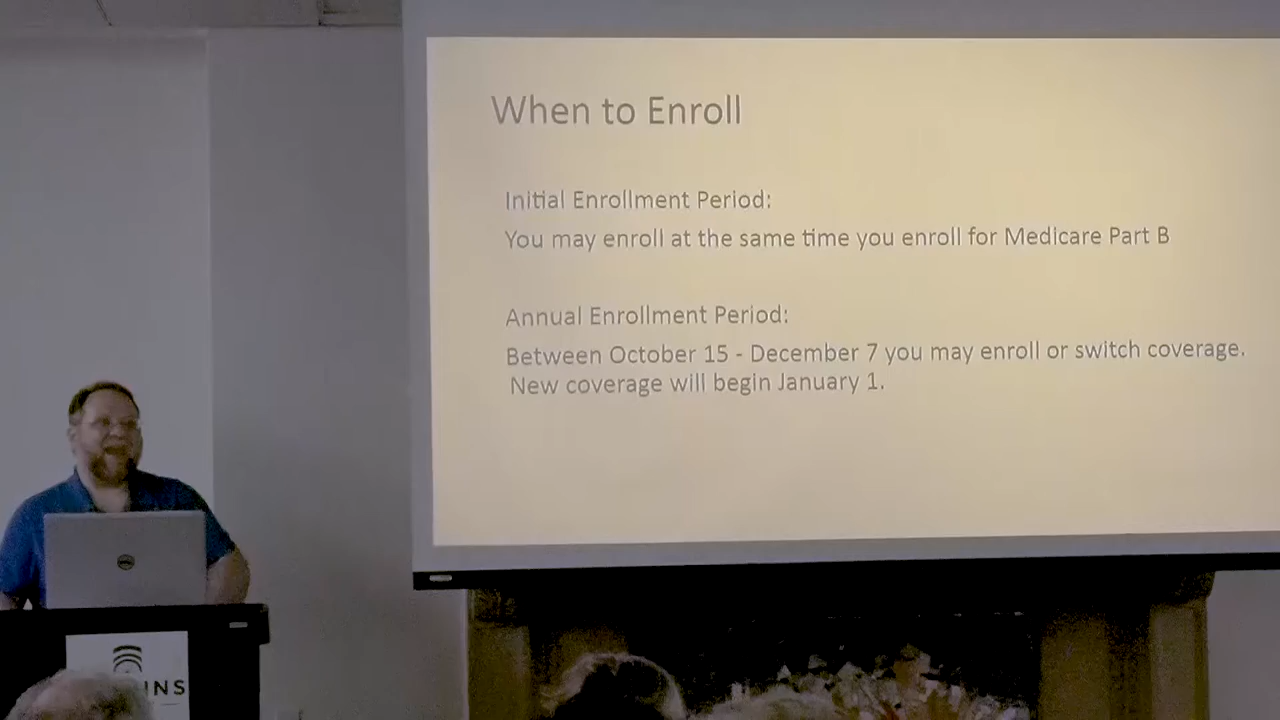 When to Enroll
Initial Enrollment Period:
You may enroll at the same time you enroll for Medicare Part B
Annual Enrollment Period:
Between October 15 - December 7 you may enroll or switch coverage.
New coverage will begin January 1.
DELL